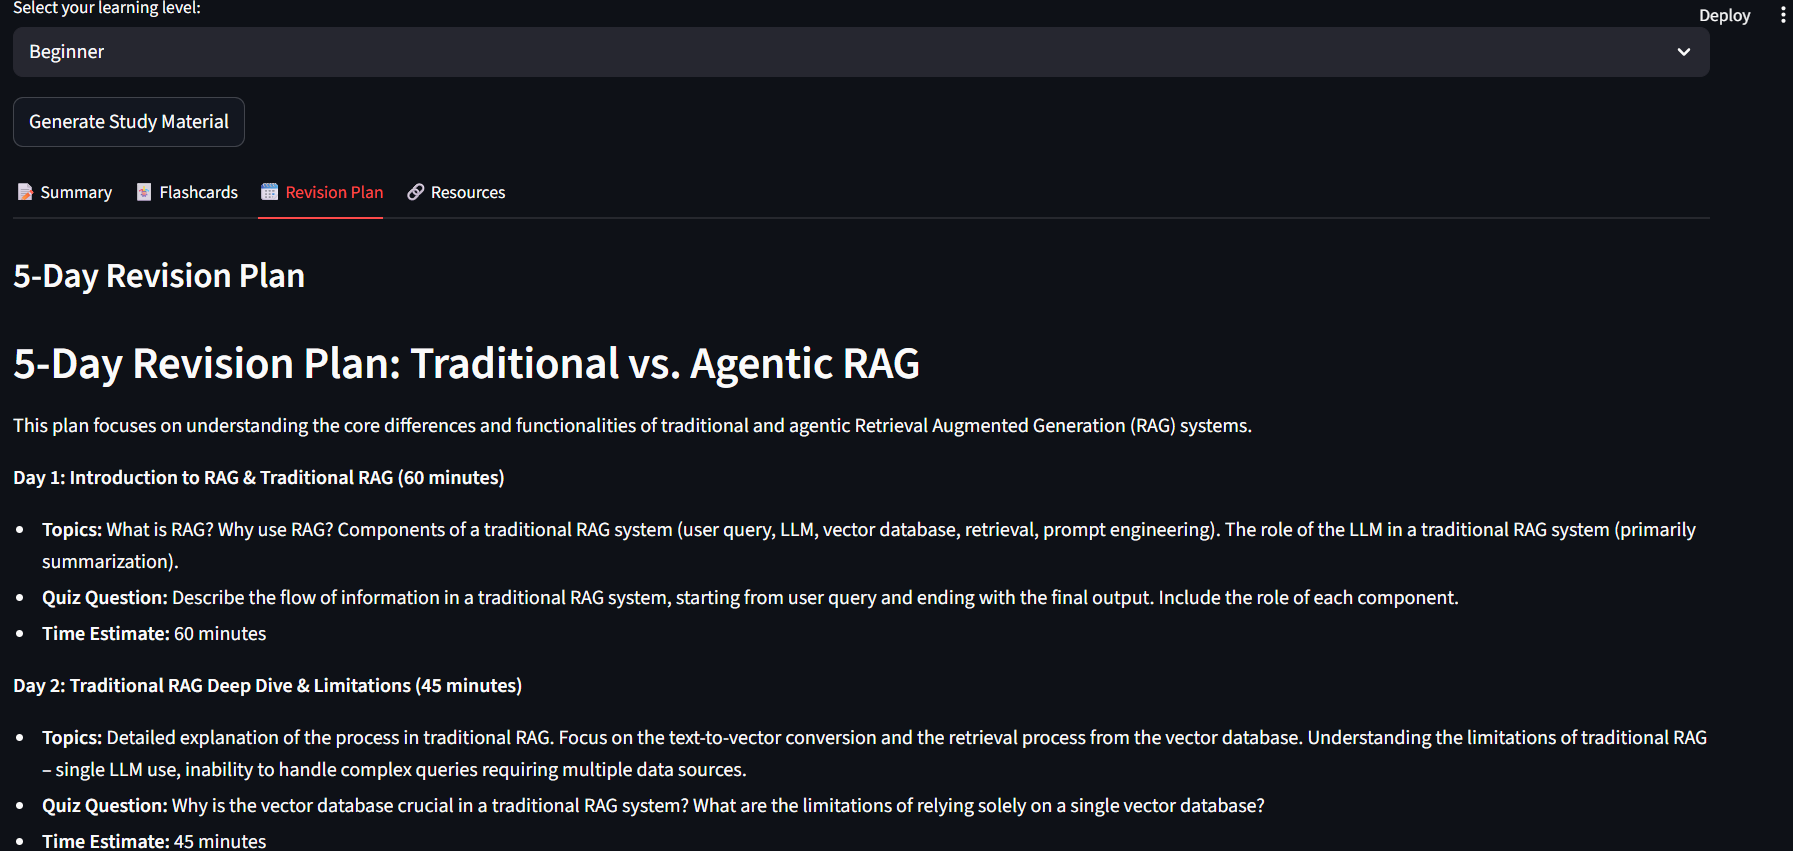 Select your learning level:
Deploy
Beginner
Generate Study Material
Summary Flashcards Revision Plan Resources
5-Day Revision Plan
5-Day Revision Plan: Traditional vs. Agentic RAG
This plan focuses on understanding the core differences and functionalities of traditional and agentic Retrieval Augmented Generation (RAG) systems.
Day 1: Introduction to RAG & Traditional RAG (60 minutes)
• Topics: What is RAG? Why use RAG? Components of a traditional RAG system (user query, LLM, vector database, retrieval, prompt engineering). The role of the LLM in a traditional RAG system (primarily
summarization).
• Quiz Question: Describe the flow of information in a traditional RAG system, starting from user query and ending with the final output. Include the role of each component.
• Time Estimate: 60 minutes
Day 2: Traditional RAG Deep Dive & Limitations (45 minutes)
• Topics: Detailed explanation of the process in traditional RAG. Focus on the text-to-vector conversion and the retrieval process from the vector database. Understanding the limitations of traditional RAG
– single LLM use, inability to handle complex queries requiring multiple data sources.
• Quiz Question: Why is the vector database crucial in a traditional RAG system? What are the limitations of relying solely on a single vector database?
• Time Estimate: 45 minutes